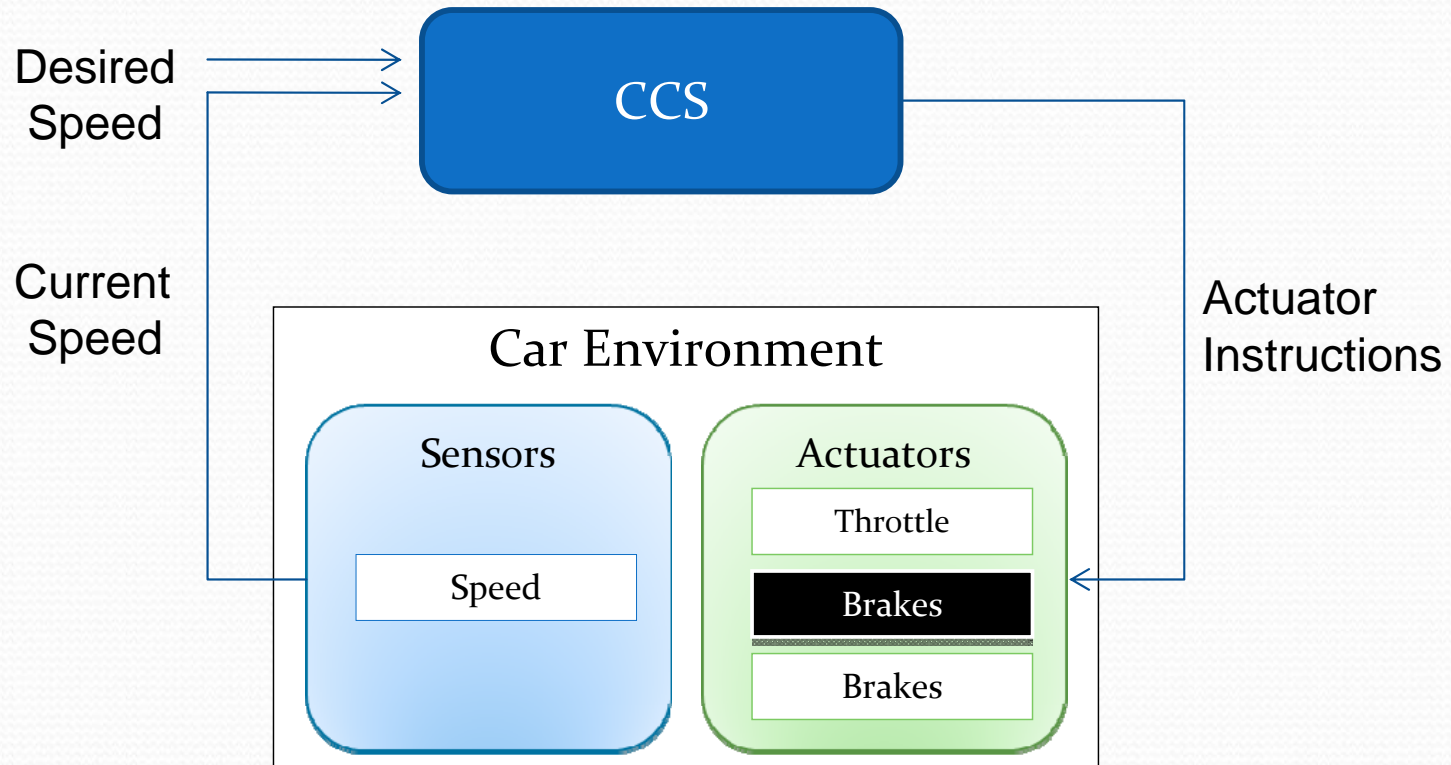 Desired
Speed
CCS
Current
Speed
Actuator
Instructions
Car Environment
Sensors
Speed
Actuators
Throttle
Brakes
Brakes